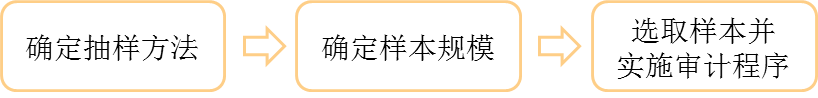 确定抽样方法
确定样本规模
选取样本并
实施审计程序